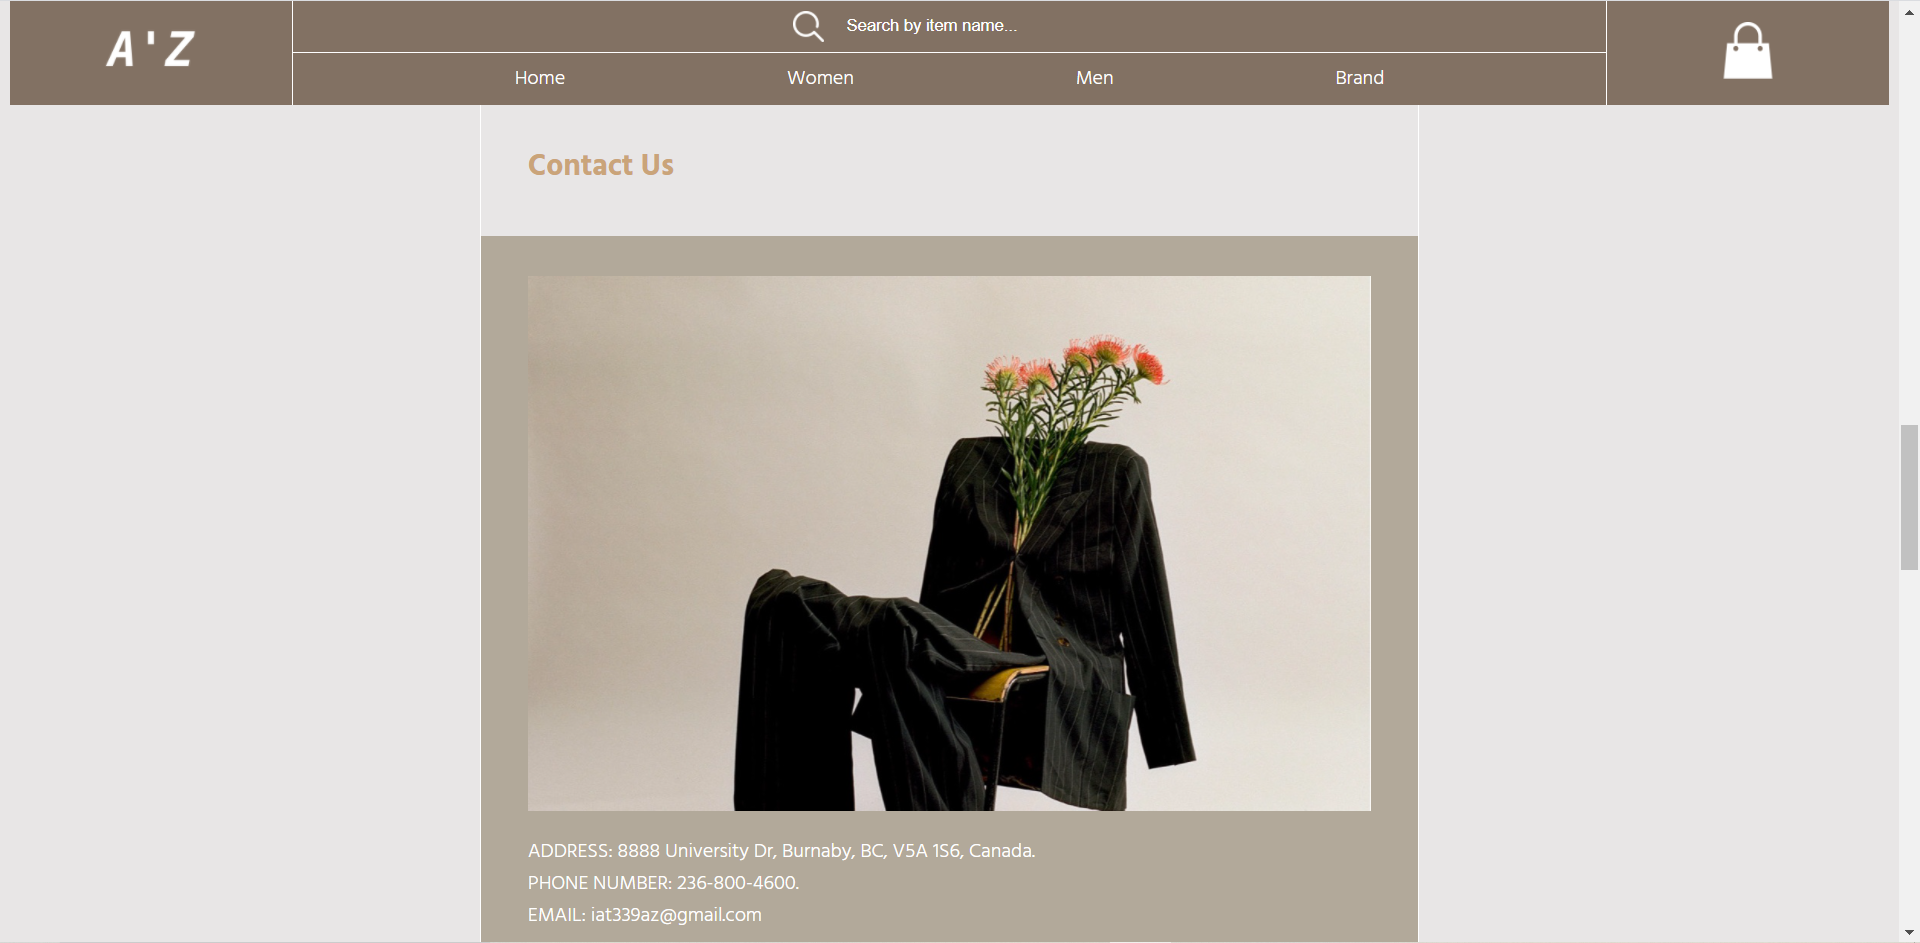 A'Z
Search by item name...
Home Women Men Brand
Contact Us
ADDRESS: 8888 University Dr, Burnaby, BC, V5A 1S6, Canada.
PHONE NUMBER: 236-800-4600.
EMAIL: iat339az@gmail.com